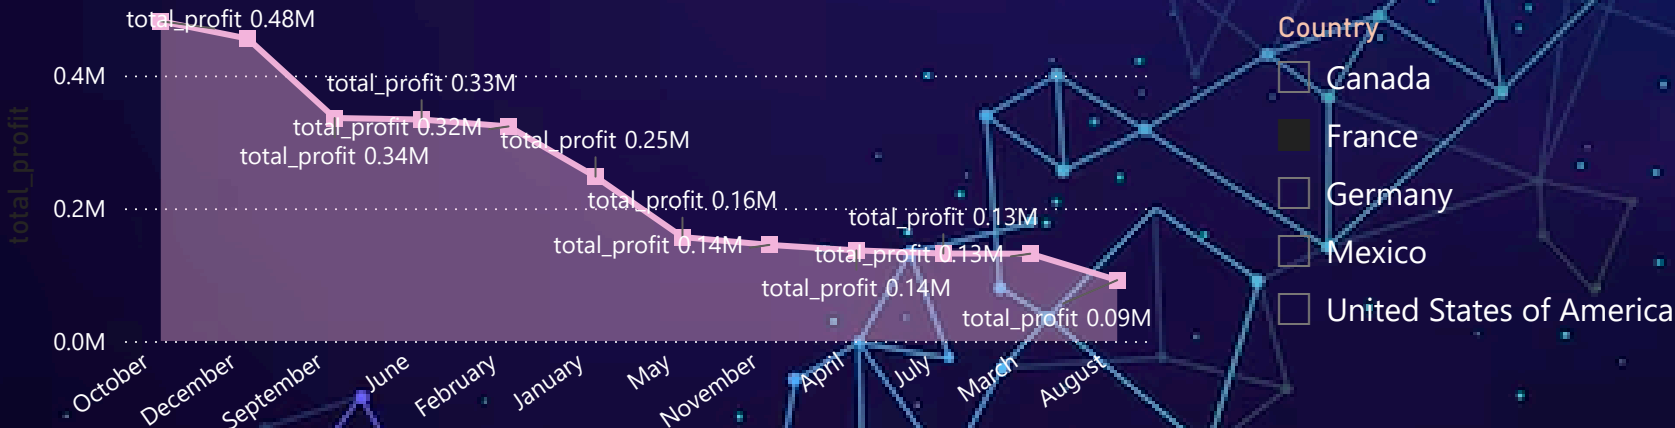 total_profit
0.4M
0.2M
0.0M
total_profit 0.48M
total_profit 0.33M
total_profit 0.32M
total_profit 0.34M
total_profit 0.25M
total_profit 0.16M
total_profit 0.14M
total_profit 0.13M
total_profit 0.13M
total_profit 0.14M
total_profit 0.09M
October
December
September
June
February
January
May
November
April
July
March
August
Country
Canada
France
Germany
Mexico
United States of America